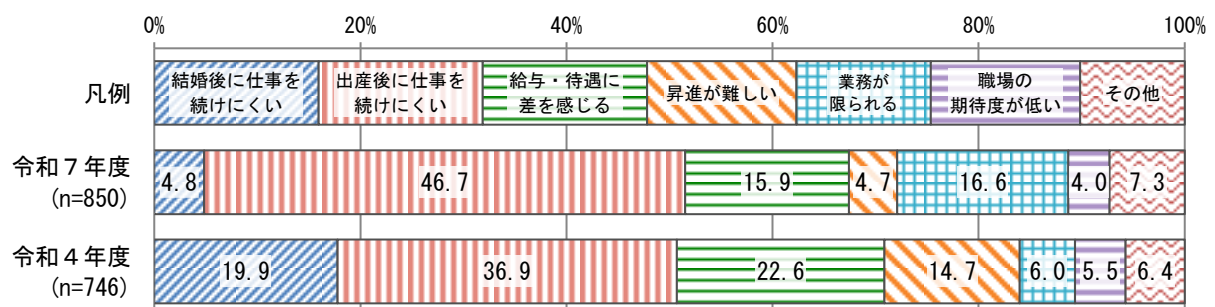 0% 20% 40% 60% 80% 100%
凡例
結婚後に仕事を
続けにくい
出産後に仕事を
続けにくい
給与・待遇に
差を感じる
昇進が難しい
業務が
限られる
職場の
期待度が低い
その他
令和７年度
(n=850)
4.8 46.7 15.9 4.7 16.6 4.0 7.3
令和４年度
(n=746)
19.9 36.9 22.6 14.7 6.0 5.5 6.4